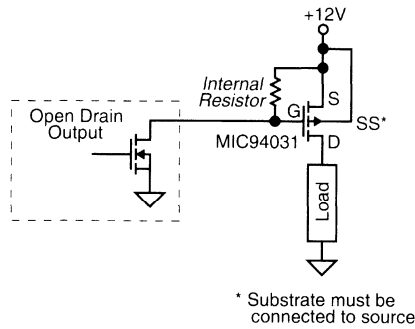 +12V
Internal
Resistor
S
G
SS*
MIC94031
D
Open Drain
Output
Load
* Substrate must be
connected to source